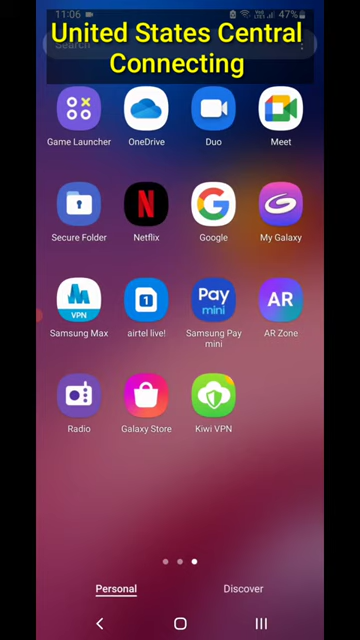 11:06
47%
United States Central
Connecting
Search
Game Launcher
OneDrive
Duo
Meet
Secure Folder
Netflix
Google
My Galaxy
VPN
1
Pay
mini
AR
Samsung Max
airtel live!
Samsung Pay
mini
AR Zone
Radio
Galaxy Store
Kiwi VPN
Personal
Discover